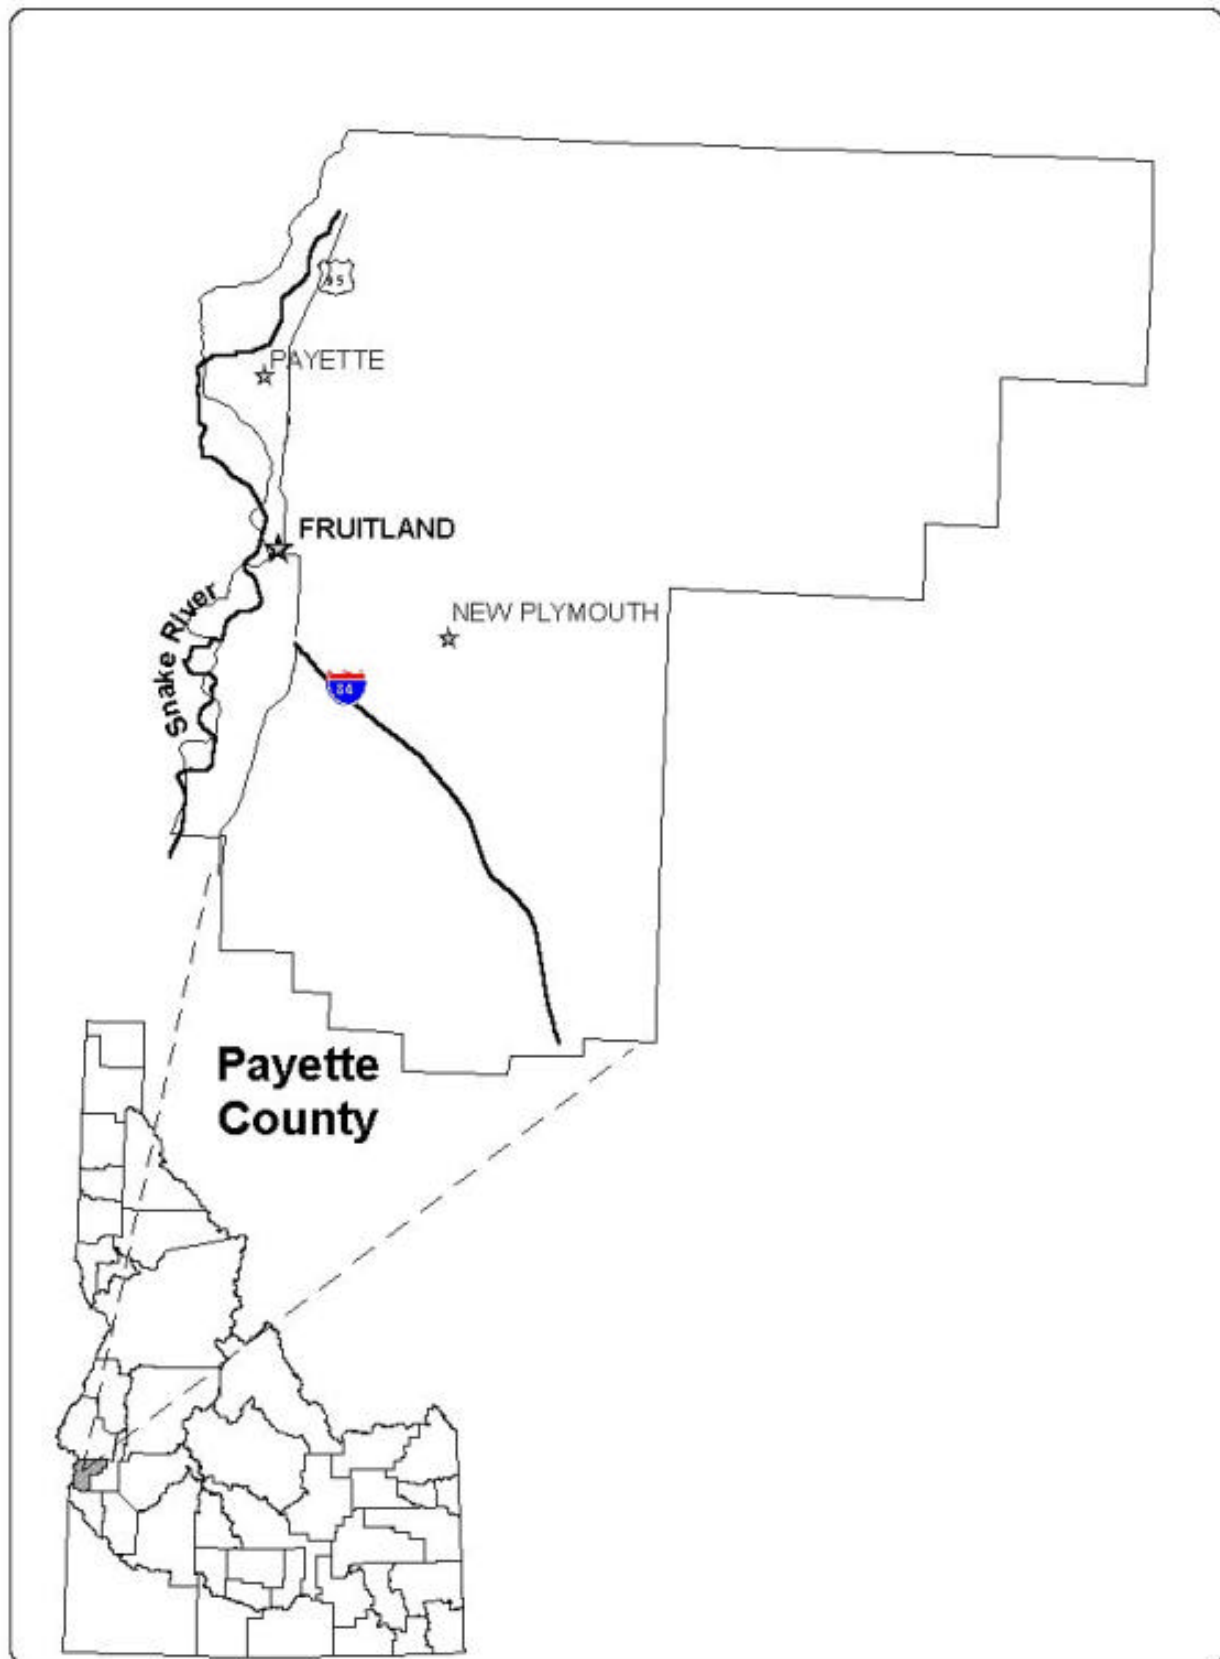 95
PAYETTE
FRUITLAND
NEW PLYMOUTH
Snake River
84
Payette
County